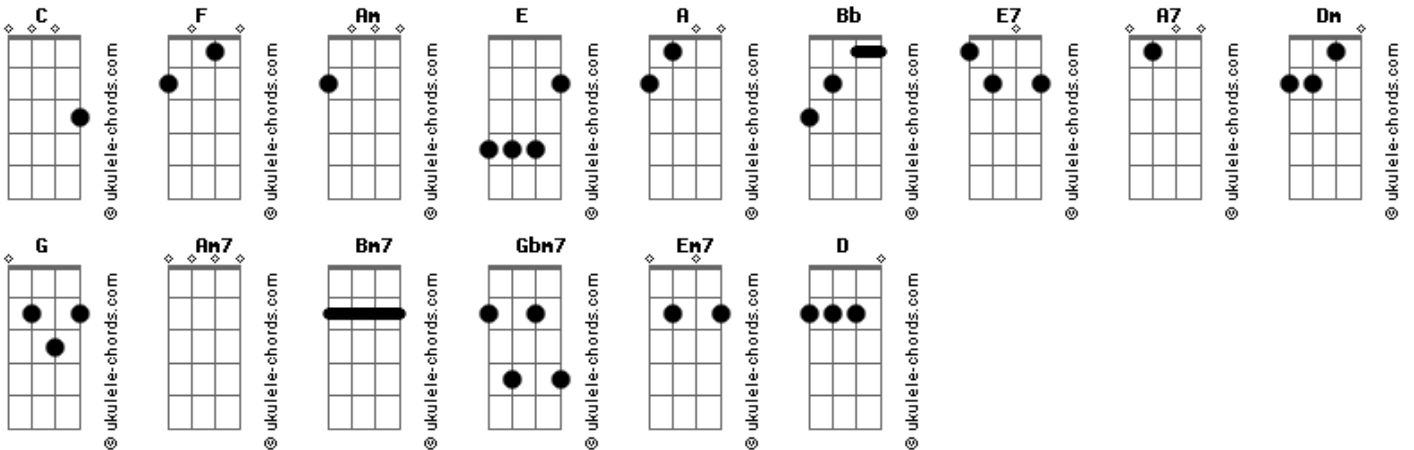 C F Am E A Bb E7 A7 Dm
© ukulele-chords.com © ukulele-chords.com © ukulele-chords.com © ukulele-chords.com © ukulele-chords.com © ukulele-chords.com © ukulele-chords.com © ukulele-chords.com © ukulele-chords.com
G Am7 Bm7 Gbm7 Em7 D
© ukulele-chords.com © ukulele-chords.com © ukulele-chords.com © ukulele-chords.com © ukulele-chords.com © ukulele-chords.com